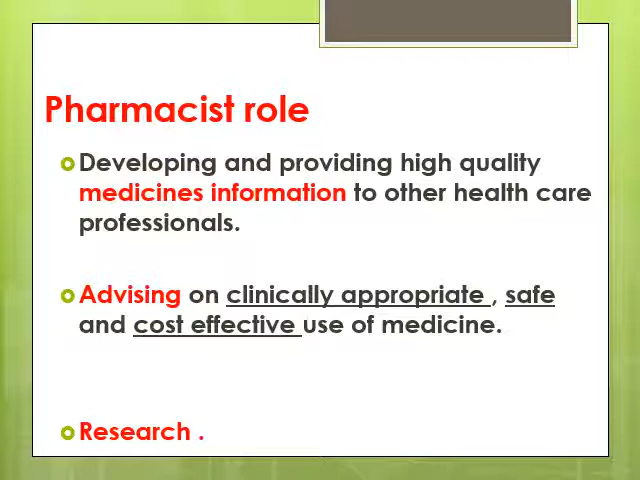 Pharmacist role
Developing and providing high quality
medicines information to other health care
professionals.
Advising on clinically appropriate , safe
and cost effective use of medicine.
Research .